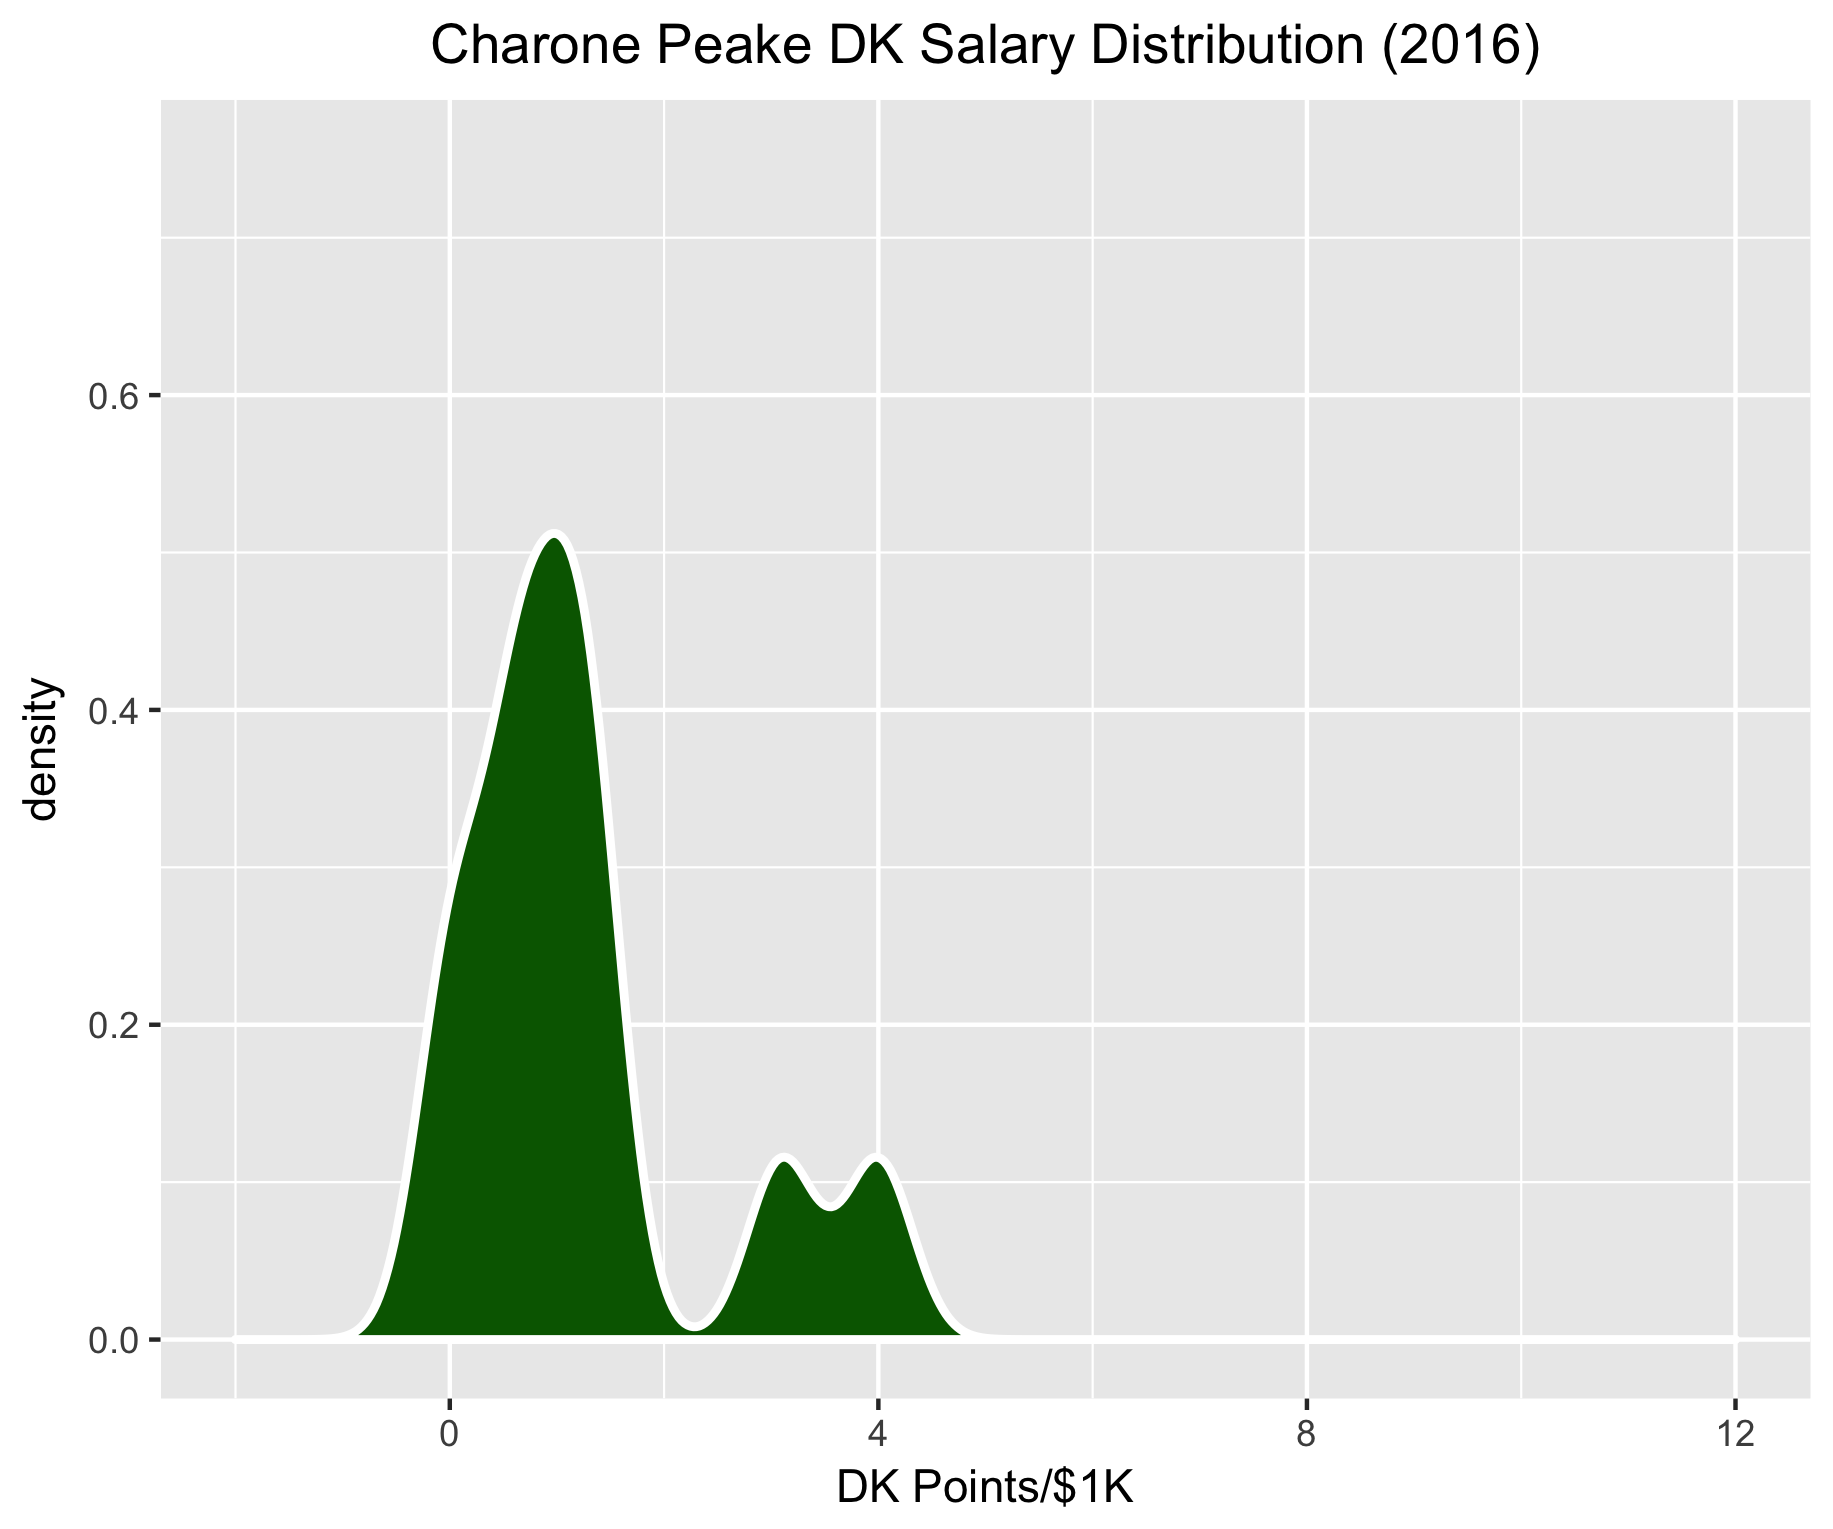 Charone Peake DK Salary Distribution (2016)
density
0.6
0.4
0.2
0.0
0 4 8 12
DK Points/$1K